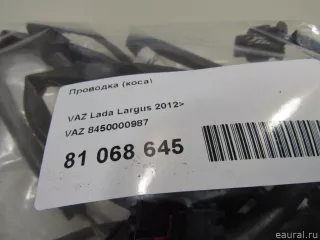 Проводка (коса)
VAZ Lada Largus 2012>
VAZ 8450000987
81 068 645
eaural.ru